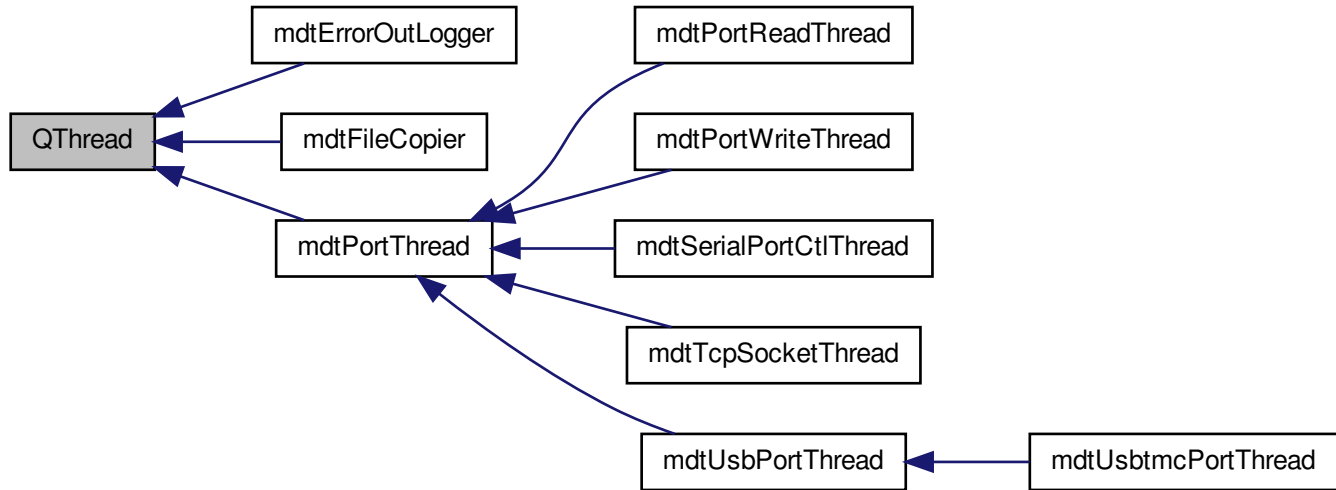 mdtErrorOutLogger
mdtPortReadThread
QThread
mdtFileCopier
mdtPortWriteThread
mdtPortThread
mdtSerialPortCtlThread
mdtTcpSocketThread
mdtUsbPortThread
mdtUsbtmcPortThread